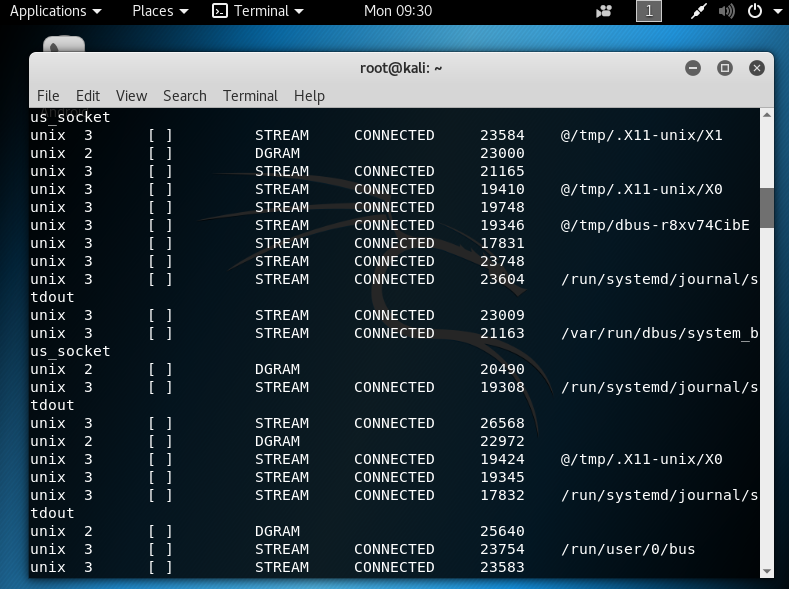 Applications Places Terminal Mon 09:30 1
root@kali: ~
File Edit View Search Terminal Help
us_socket
unix  3      [ ]         STREAM     CONNECTED     23584    @/tmp/.X11-unix/X1
unix  2      [ ]         DGRAM                    23000
unix  3      [ ]         STREAM     CONNECTED     21165
unix  3      [ ]         STREAM     CONNECTED     19410    @/tmp/.X11-unix/X0
unix  3      [ ]         STREAM     CONNECTED     19748
unix  3      [ ]         STREAM     CONNECTED     19346    @/tmp/dbus-r8xv74CibE
unix  3      [ ]         STREAM     CONNECTED     17831
unix  3      [ ]         STREAM     CONNECTED     23748
unix  3      [ ]         STREAM     CONNECTED     23604    /run/systemd/journal/s
tdout
unix  3      [ ]         STREAM     CONNECTED     23009
unix  3      [ ]         STREAM     CONNECTED     21163    /var/run/dbus/system_b
us_socket
unix  2      [ ]         DGRAM                    20490
unix  3      [ ]         STREAM     CONNECTED     19308    /run/systemd/journal/s
tdout
unix  3      [ ]         STREAM     CONNECTED     26568
unix  2      [ ]         DGRAM                    22972
unix  3      [ ]         STREAM     CONNECTED     19424    @/tmp/.X11-unix/X0
unix  3      [ ]         STREAM     CONNECTED     19345
unix  3      [ ]         STREAM     CONNECTED     17832    /run/systemd/journal/s
tdout
unix  2      [ ]         DGRAM                    25640
unix  3      [ ]         STREAM     CONNECTED     23754    /run/user/0/bus
unix  3      [ ]         STREAM     CONNECTED     23583